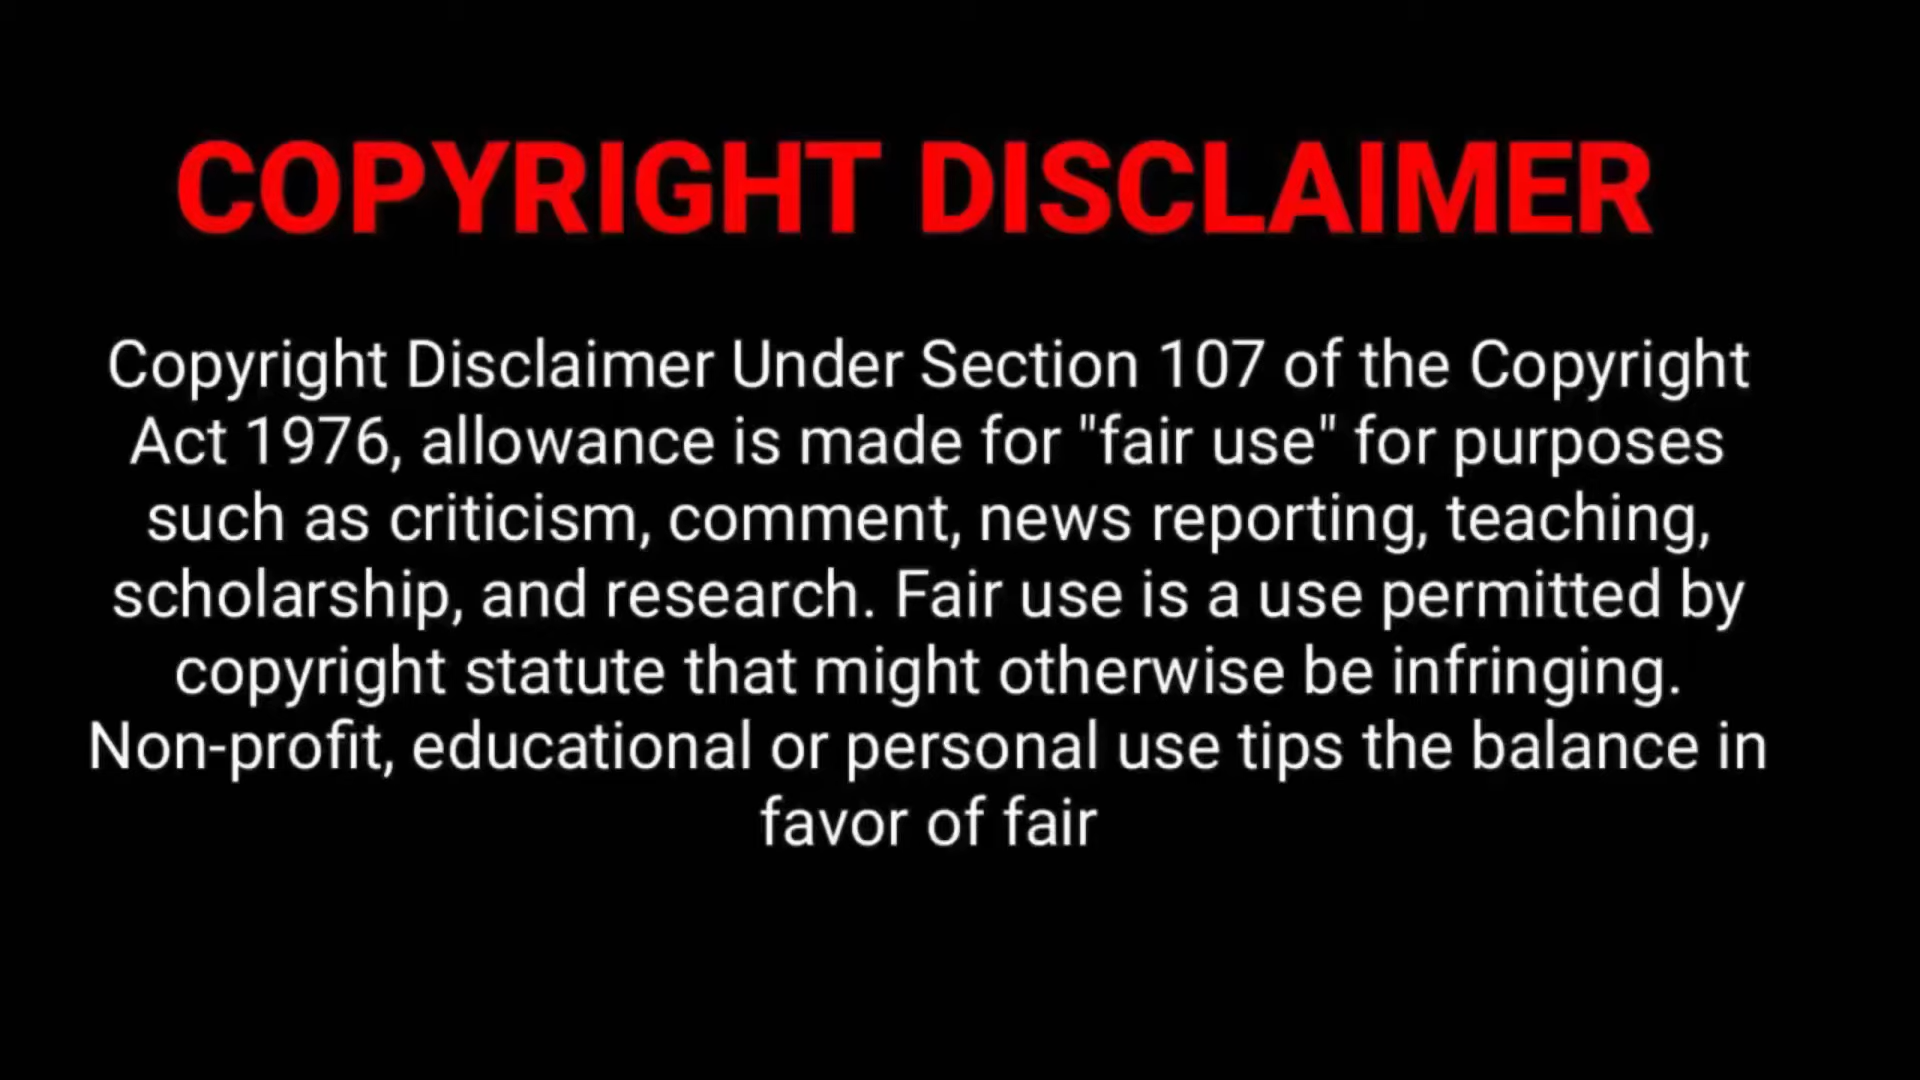 COPYRIGHT DISCLAIMER
Copyright Disclaimer Under Section 107 of the Copyright
Act 1976, allowance is made for "fair use" for purposes
such as criticism, comment, news reporting, teaching,
scholarship, and research. Fair use is a use permitted by
copyright statute that might otherwise be infringing.
Non-profit, educational or personal use tips the balance in
favor of fair